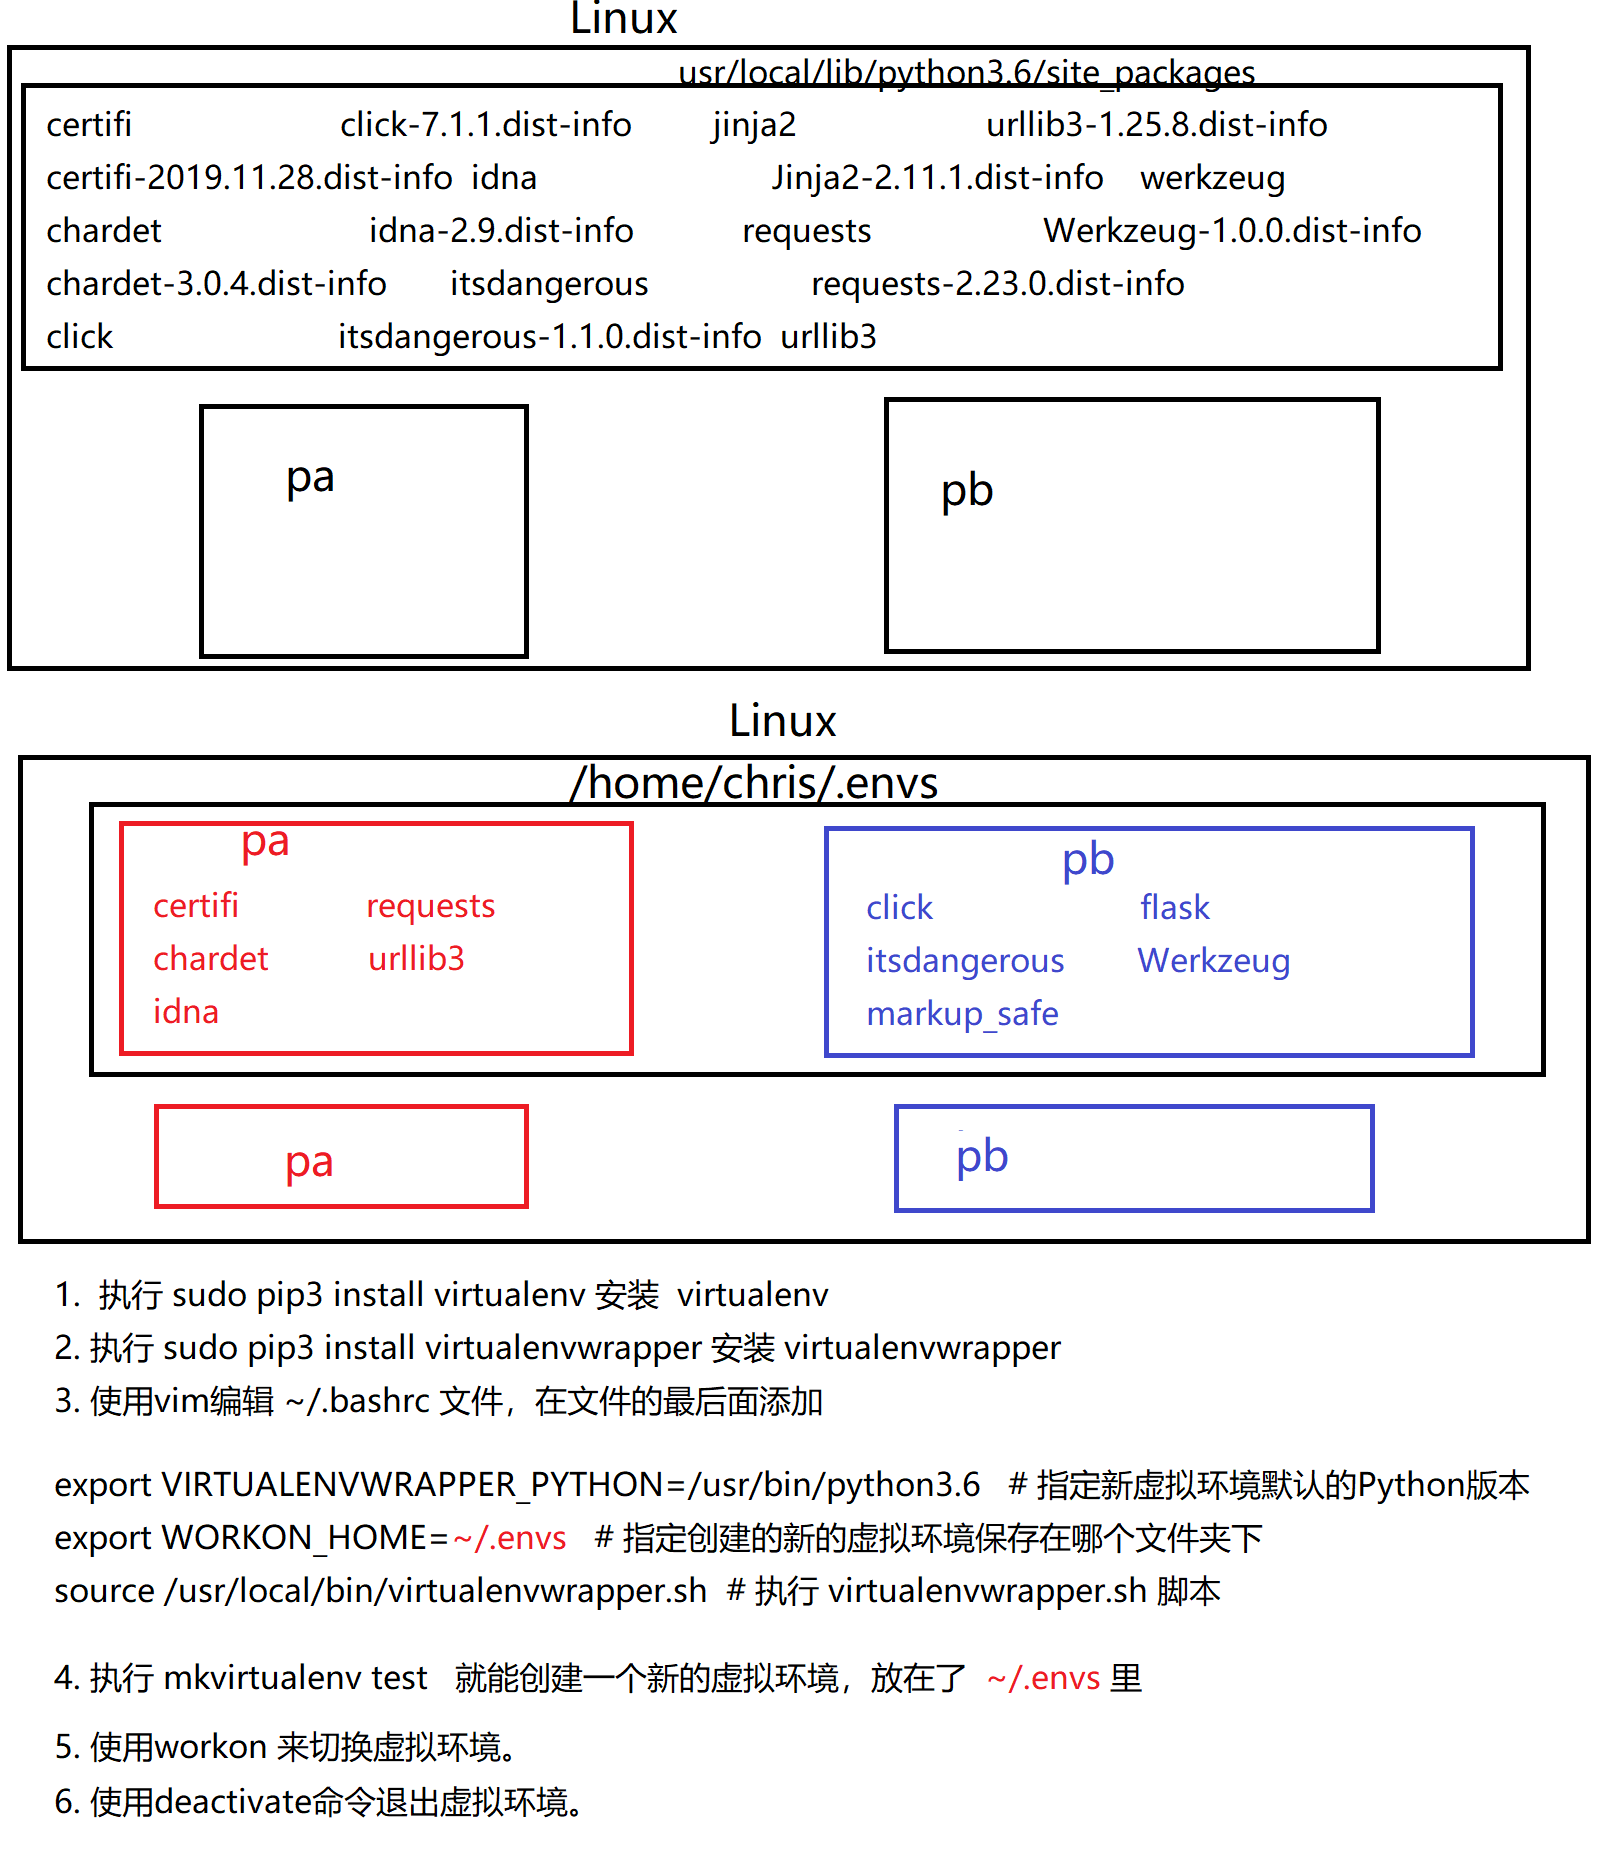 Linux
usr/local/lib/python3.6/site_packages
certifi click-7.1.1.dist-info jinja2 urllib3-1.25.8.dist-info
certifi-2019.11.28.dist-info idna Jinja2-2.11.1.dist-info werkzeug
chardet idna-2.9.dist-info requests Werkzeug-1.0.0.dist-info
chardet-3.0.4.dist-info itsdangerous requests-2.23.0.dist-info
click itsdangerous-1.1.0.dist-info urllib3
pa
pb
Linux
/home/chris/.envs
pa
certifi requests
chardet urllib3
idna
pb
click flask
itsdangerous Werkzeug
markup_safe
pa
pb
1. 执行 sudo pip3 install virtualenv 安装 virtualenv
2. 执行 sudo pip3 install virtualenvwrapper 安装 virtualenvwrapper
3. 使用vim编辑 ~/.bashrc 文件，在文件的最后面添加
export VIRTUALENVWRAPPER_PYTHON=/usr/bin/python3.6 # 指定新虚拟环境默认的Python版本
export WORKON_HOME=~/.envs # 指定创建的新的虚拟环境保存在哪个文件夹下
source /usr/local/bin/virtualenvwrapper.sh # 执行 virtualenvwrapper.sh 脚本
4. 执行 mkvirtualenv test 就能创建一个新的虚拟环境，放在了 ~/.envs 里
5. 使用workon 来切换虚拟环境。
6. 使用deactivate命令退出虚拟环境。